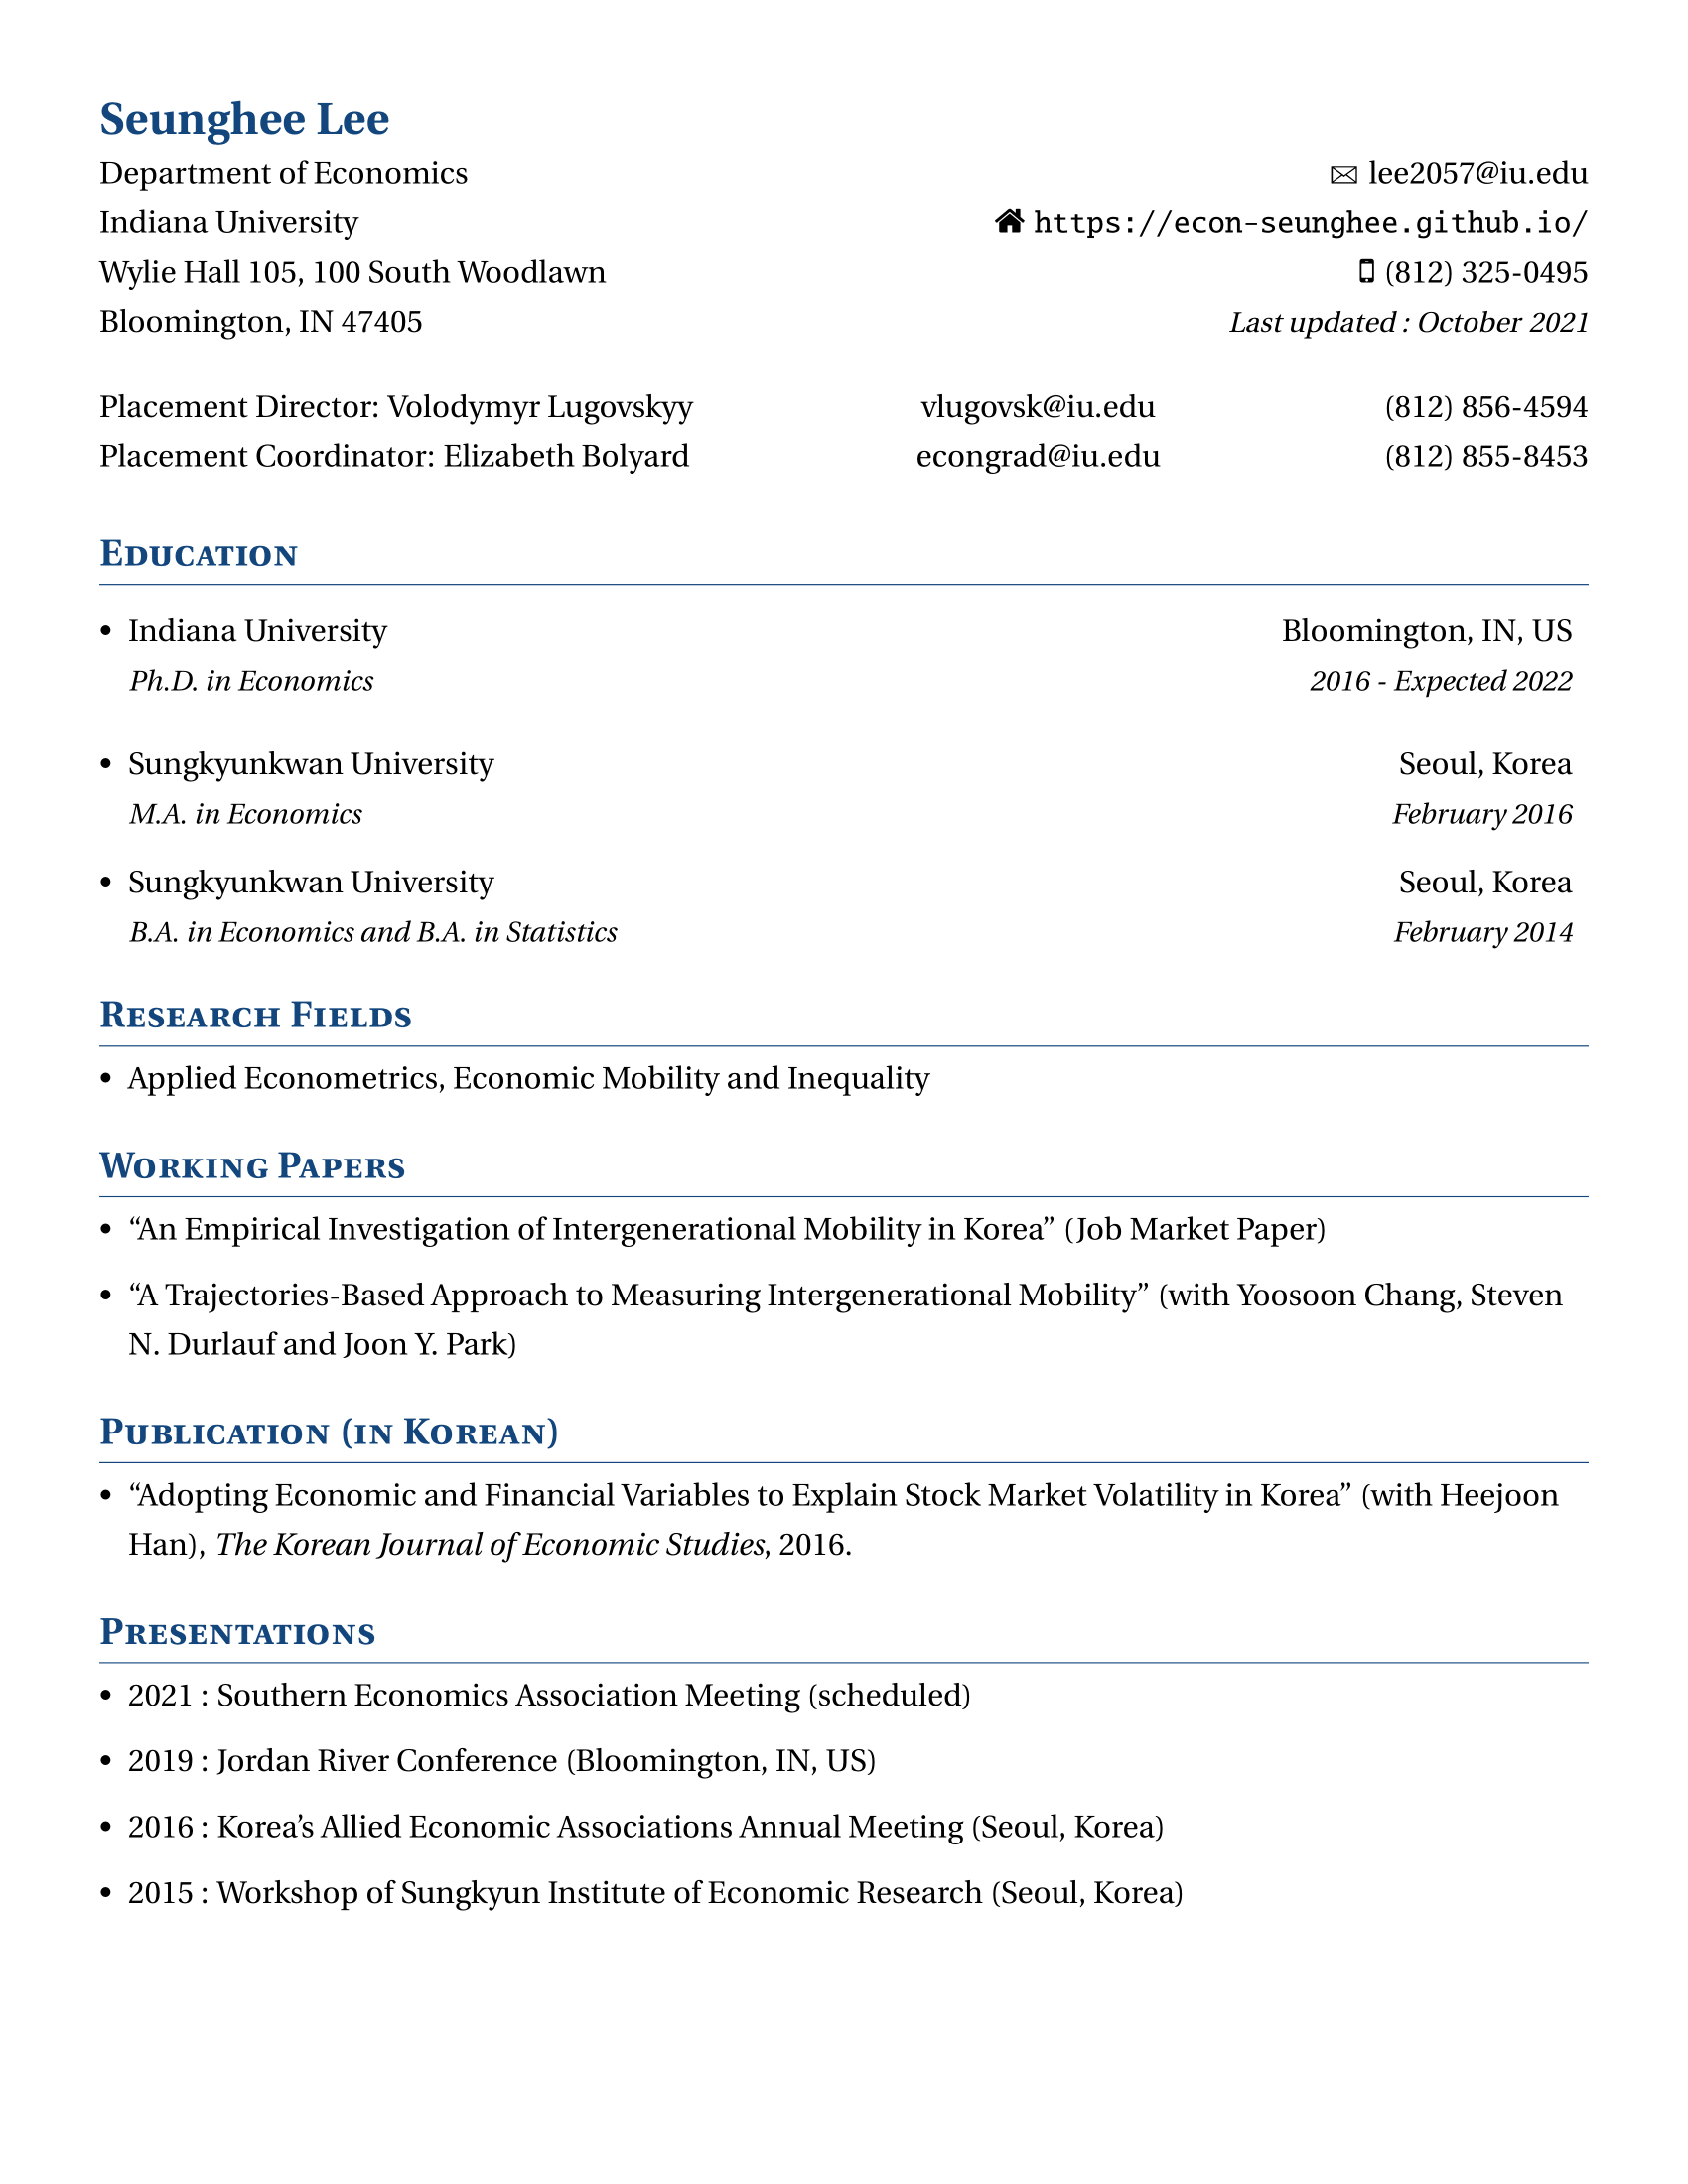 Seunghee Lee
Department of Economics
lee2057@iu.edu
Indiana University
https://econ-seunghee.github.io/
Wylie Hall 105, 100 South Woodlawn
(812) 325-0495
Bloomington, IN 47405
Last updated : October 2021
Placement Director: Volodymyr Lugovskyy vlugovsk@iu.edu (812) 856-4594
Placement Coordinator: Elizabeth Bolyard econgrad@iu.edu (812) 855-8453
Education
• Indiana University Bloomington, IN, US
Ph.D. in Economics 2016 - Expected 2022
• Sungkyunkwan University Seoul, Korea
M.A. in Economics February 2016
• Sungkyunkwan University Seoul, Korea
B.A. in Economics and B.A. in Statistics February 2014
Research Fields
• Applied Econometrics, Economic Mobility and Inequality
Working Papers
• “An Empirical Investigation of Intergenerational Mobility in Korea” (Job Market Paper)
• “A Trajectories-Based Approach to Measuring Intergenerational Mobility” (with Yoosoon Chang, Steven
N. Durlauf and Joon Y. Park)
Publication (in Korean)
• “Adopting Economic and Financial Variables to Explain Stock Market Volatility in Korea” (with Heejoon
Han), The Korean Journal of Economic Studies, 2016.
Presentations
• 2021 : Southern Economics Association Meeting (scheduled)
• 2019 : Jordan River Conference (Bloomington, IN, US)
• 2016 : Korea’s Allied Economic Associations Annual Meeting (Seoul, Korea)
• 2015 : Workshop of Sungkyun Institute of Economic Research (Seoul, Korea)